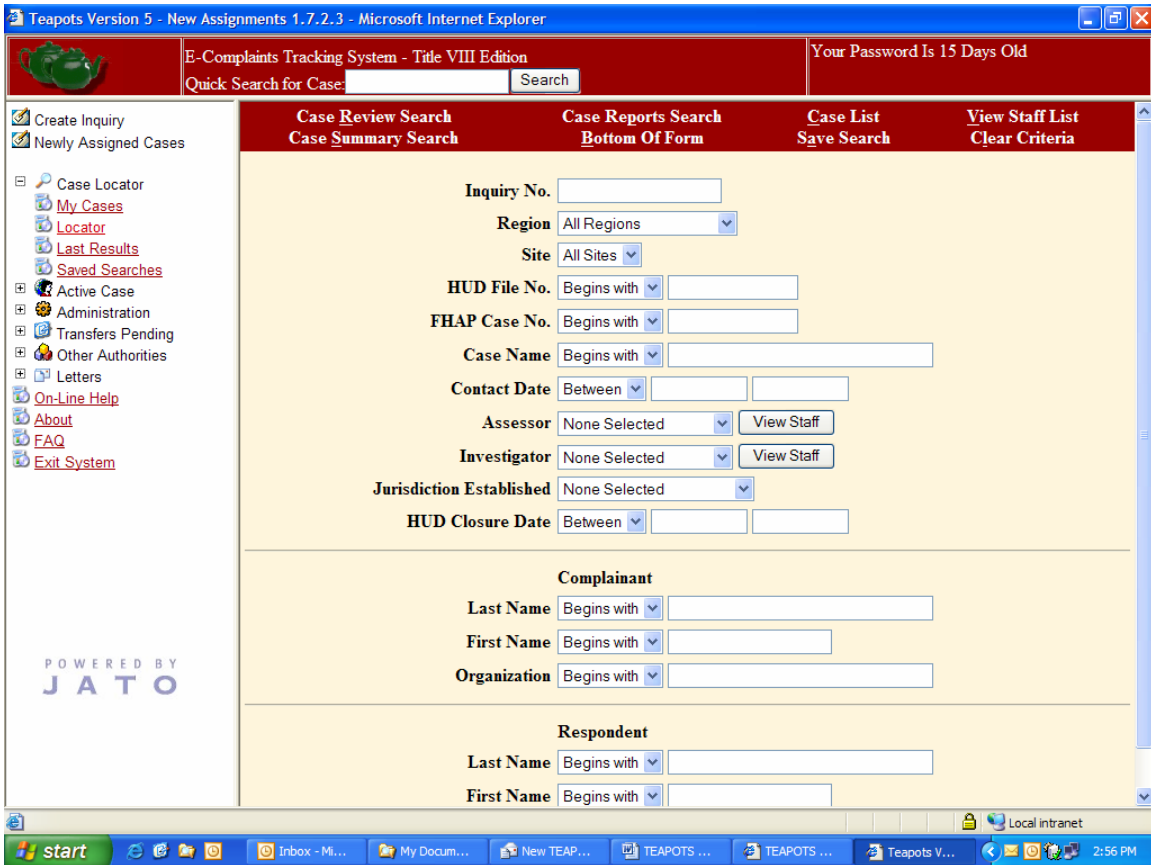 Teapots Version 5 - New Assignments 1.7.2.3 - Microsoft Internet Explorer
E-Complaints Tracking System - Title VIII Edition
Your Password Is 15 Days Old
Quick Search for Case: Search
Create Inquiry
Newly Assigned Cases
Case Locator
My Cases
Locator
Last Results
Saved Searches
Active Case
Administration
Transfers Pending
Other Authorities
Letters
On-Line Help
About
FAQ
Exit System
POWERED BY
JATO
Case Review Search Case Reports Search Case List View Staff List
Case Summary Search Bottom Of Form Save Search Clear Criteria
Inquiry No.
Region All Regions
Site All Sites
HUD File No. Begins with
FHAP Case No. Begins with
Case Name Begins with
Contact Date Between
Assessor None Selected View Staff
Investigator None Selected View Staff
Jurisdiction Established None Selected
HUD Closure Date Between
Complainant
Last Name Begins with
First Name Begins with
Organization Begins with
Respondent
Last Name Begins with
First Name Begins with
Local intranet
start Inbox - Mi... My Docum... New TEAP... TEAPOTS ... TEAPOTS ... Teapots V... 2:56 PM